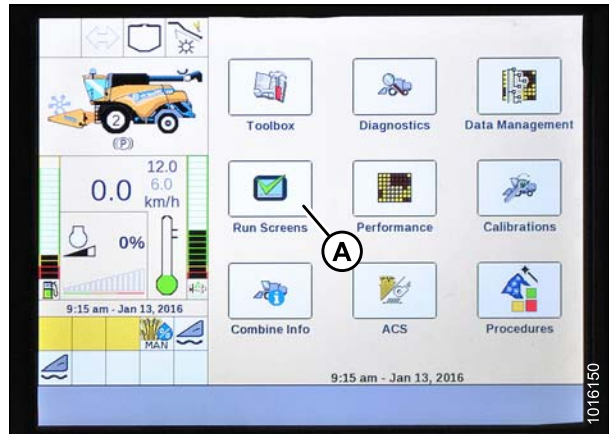 2
(P)
12.0
0.0
6.0
km/h
0%
F
9:15 am - Jan 13, 2016
%
MAN
Toolbox
Diagnostics
Data Management
Run Screens
Performance
Calibrations
A
Combine Info
ACS
Procedures
9:15 am - Jan 13, 2016
1016150